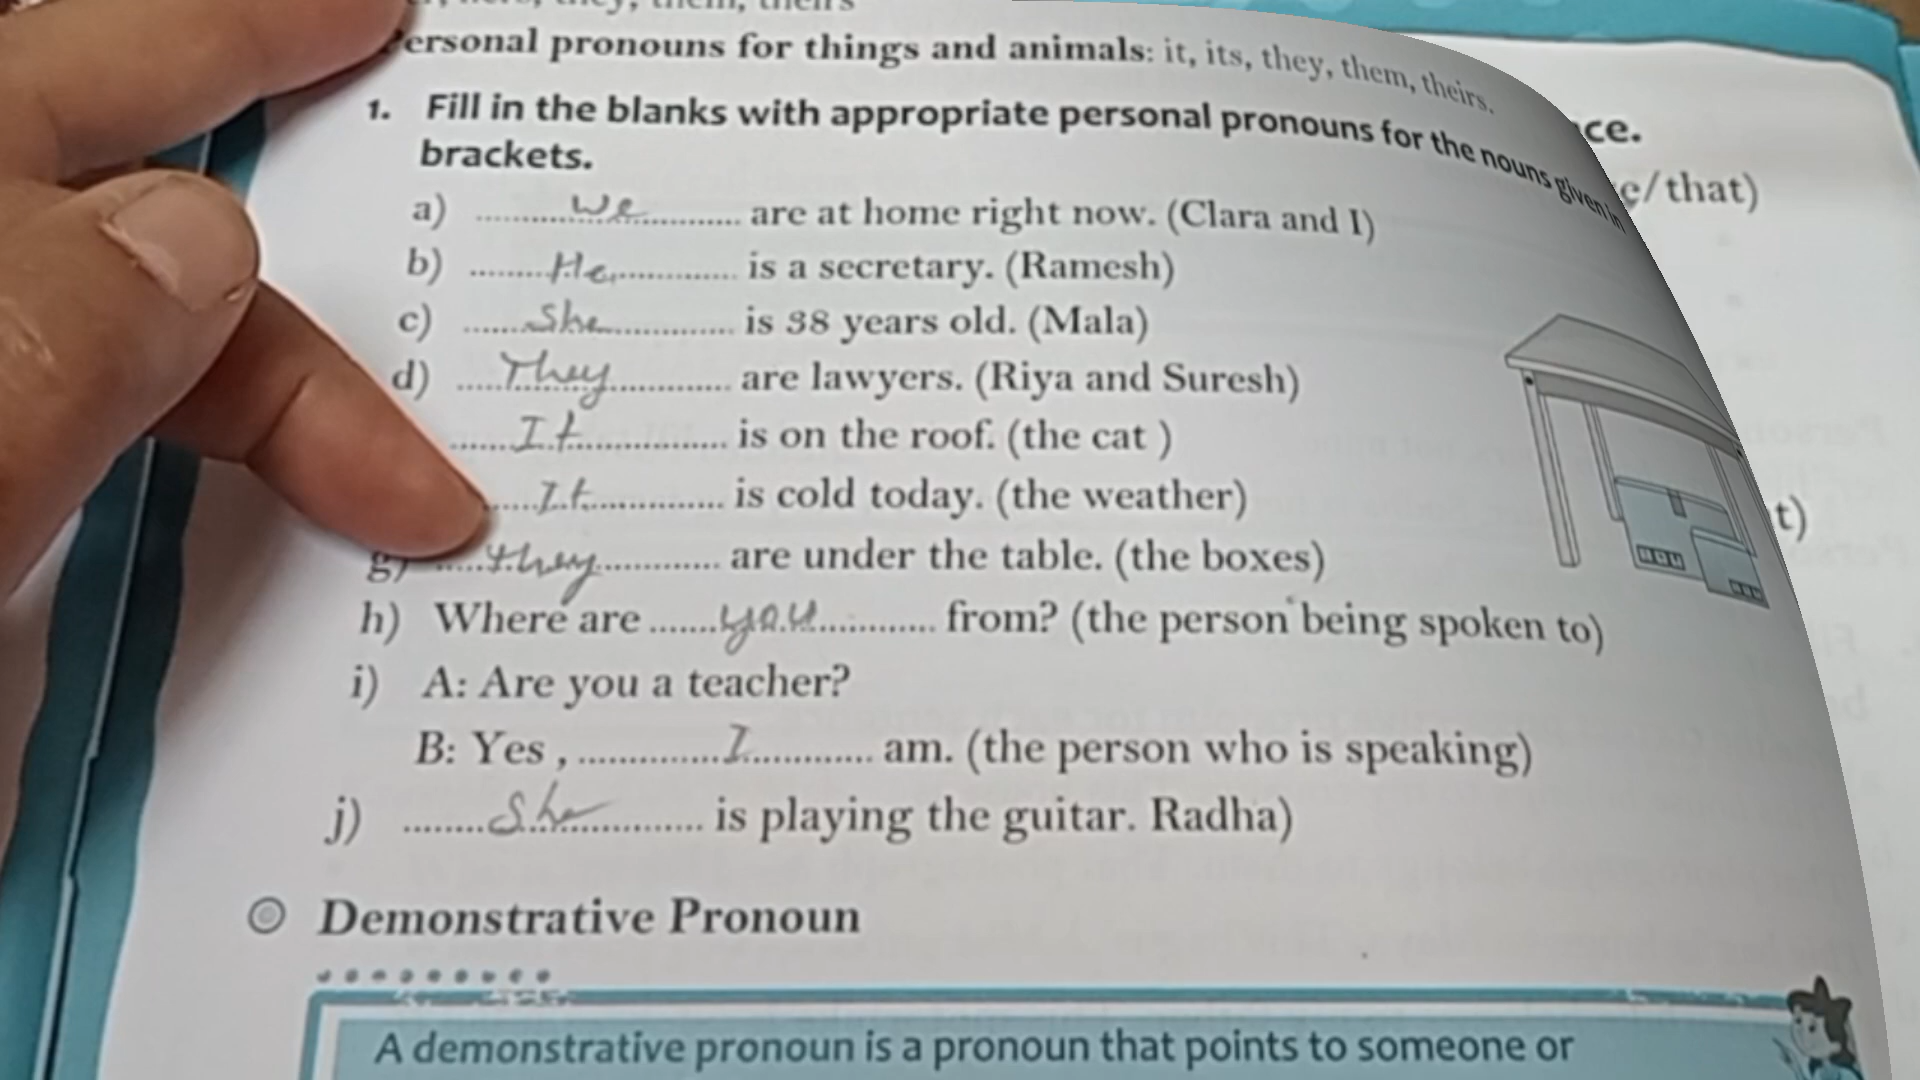 they, them, theirs
ersonal pronouns for things and animals: it, its, they, them, theirs.
1. Fill in the blanks with appropriate personal pronouns for the nouns given in
brackets.
a) we are at home right now. (Clara and I)
b) He is a secretary. (Ramesh)
c) She is 38 years old. (Mala)
d) They are lawyers. (Riya and Suresh)
It is on the roof. (the cat )
It is cold today. (the weather)
g) they are under the table. (the boxes)
h) Where are you from? (the person being spoken to)
i) A: Are you a teacher?
B: Yes , I am. (the person who is speaking)
j) She is playing the guitar. Radha)
Demonstrative Pronoun
A demonstrative pronoun is a pronoun that points to someone or
ce.
/that)
t)